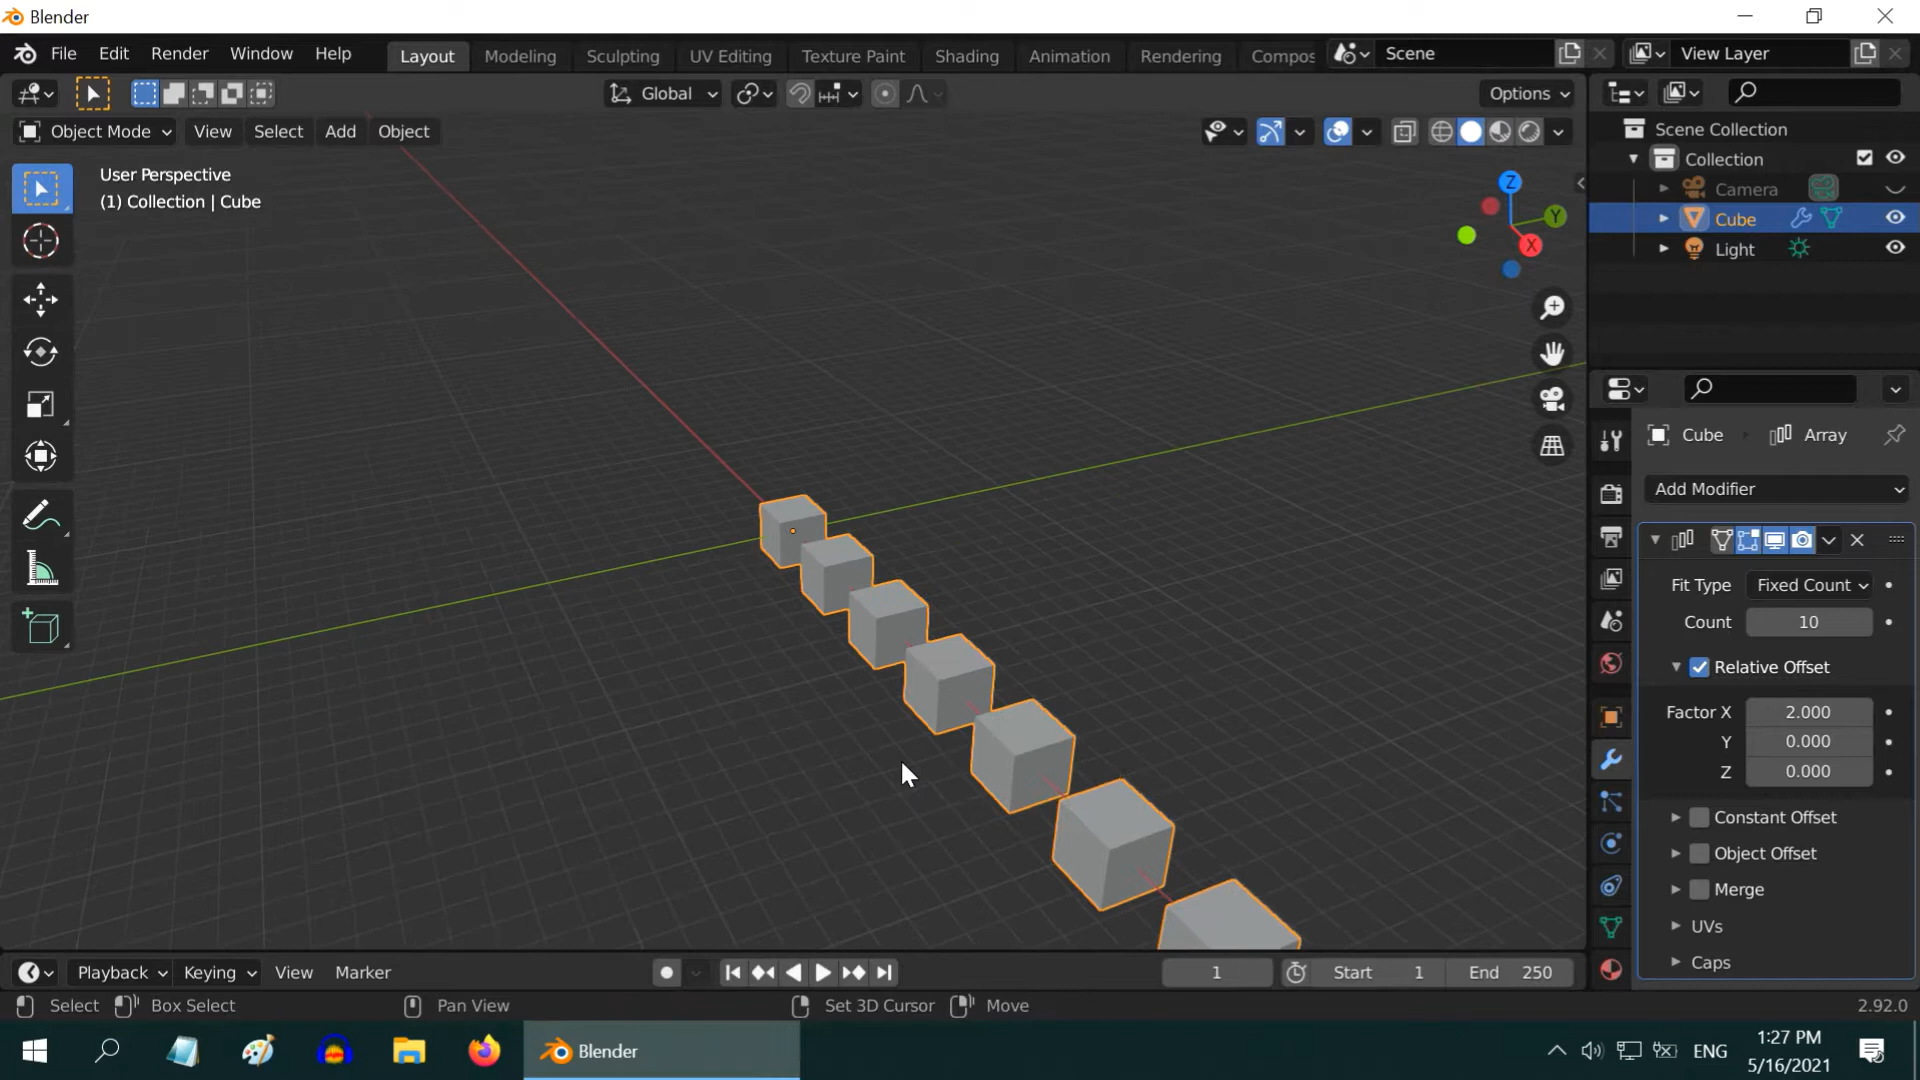 Blender
File Edit Render Window Help Layout Modeling Sculpting UV Editing Texture Paint Shading Animation Rendering Compos Scene View Layer
Global Options
Object Mode View Select Add Object
User Perspective
(1) Collection | Cube
Z
Y
X
Scene Collection
Collection
Camera
Cube
Light
Cube Array
Add Modifier
Fit Type Fixed Count
Count 10
Relative Offset
Factor X 2.000
Y 0.000
Z 0.000
Constant Offset
Object Offset
Merge
UVs
Caps
Playback Keying View Marker 1 Start 1 End 250
Select Box Select Pan View Set 3D Cursor Move 2.92.0
Blender ENG
1:27 PM
5/16/2021